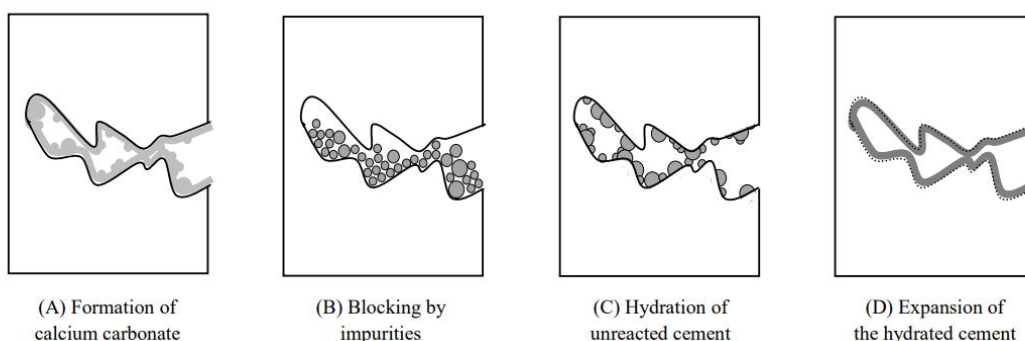 (A) Formation of
calcium carbonate
(B) Blocking by
impurities
(C) Hydration of
unreacted cement
(D) Expansion of
the hydrated cement